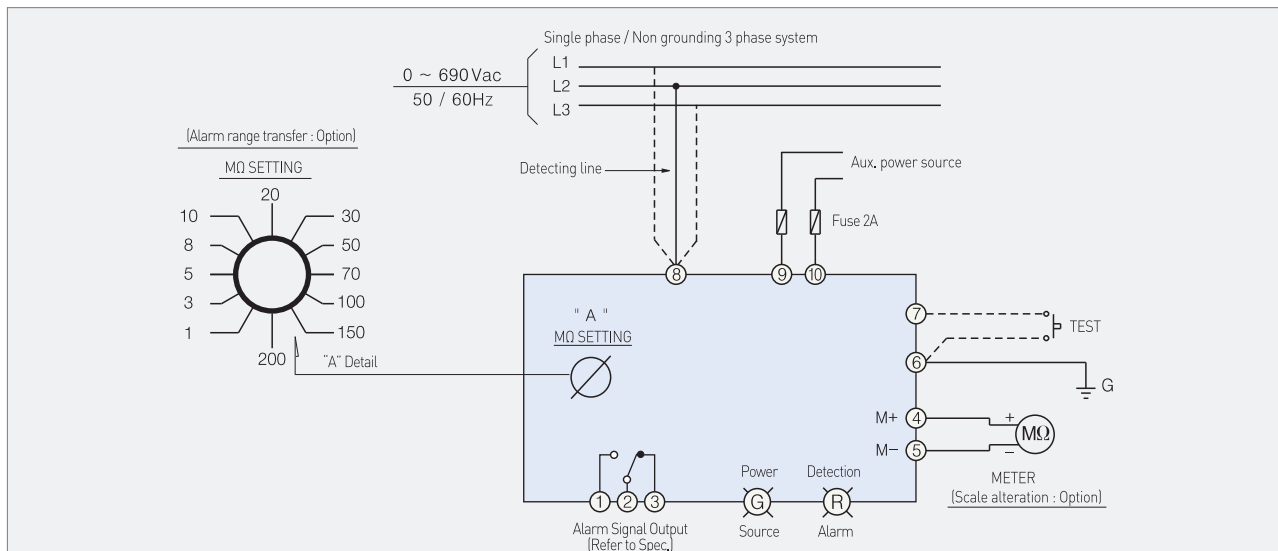 Single phase / Non grounding 3 phase system
0 ~ 690Vac
50 / 60Hz
L1
L2
L3
(Alarm range transfer : Option)
MΩ SETTING
20
10
30
8
50
5
70
3
100
1
150
200
"A" Detail
Detecting line
Aux. power source
Fuse 2A
8
9
10
" A "
MΩ SETTING
7
TEST
6
G
M+
4
+
MΩ
M−
5
−
METER
(Scale alteration : Option)
Power
Detection
1
2
3
G
R
Alarm Signal Output
(Refer to Spec.)
Source
Alarm